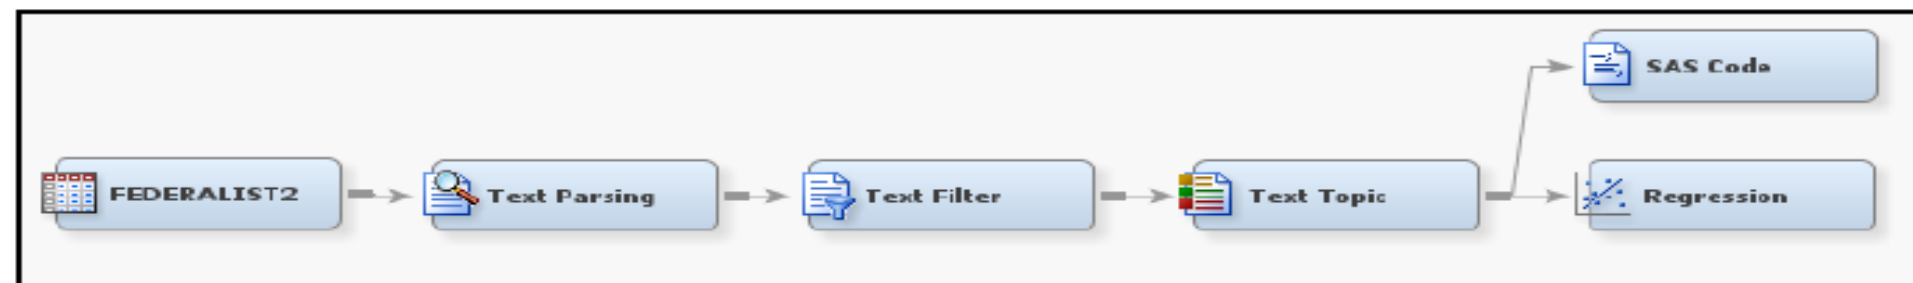 SAS Code
FEDERALIST2
Text Parsing
Text Filter
Text Topic
Regression